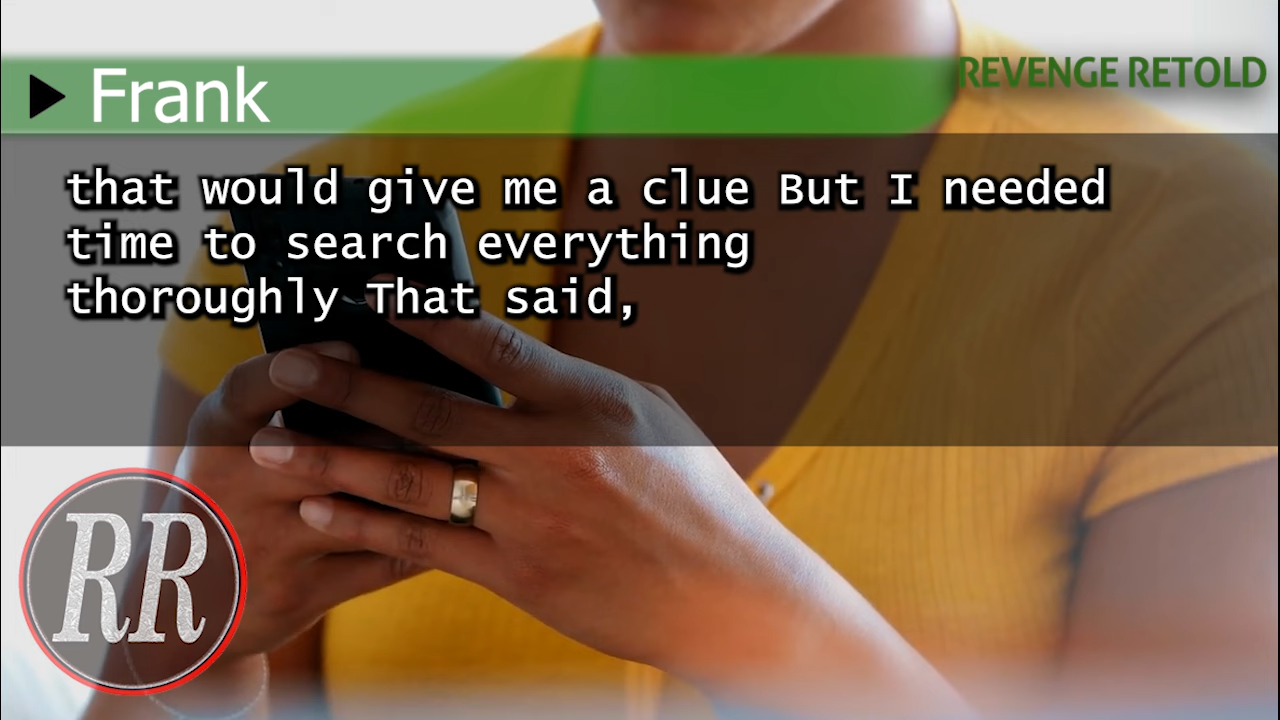 Frank
REVENGE RETOLD
that would give me a clue But I needed
time to search everything
thoroughly That said,
RR